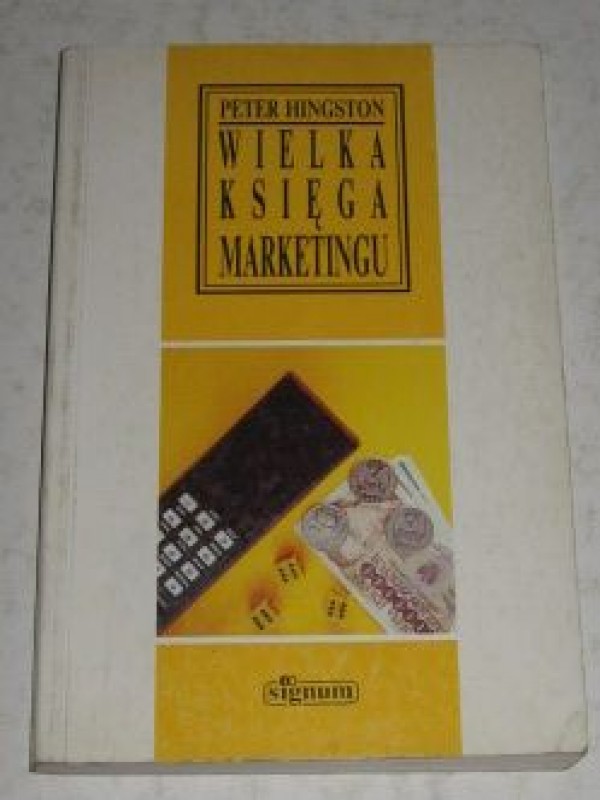 PETER HINGSTON
WIELKA
KSIĘGA
MARKETINGU
signum